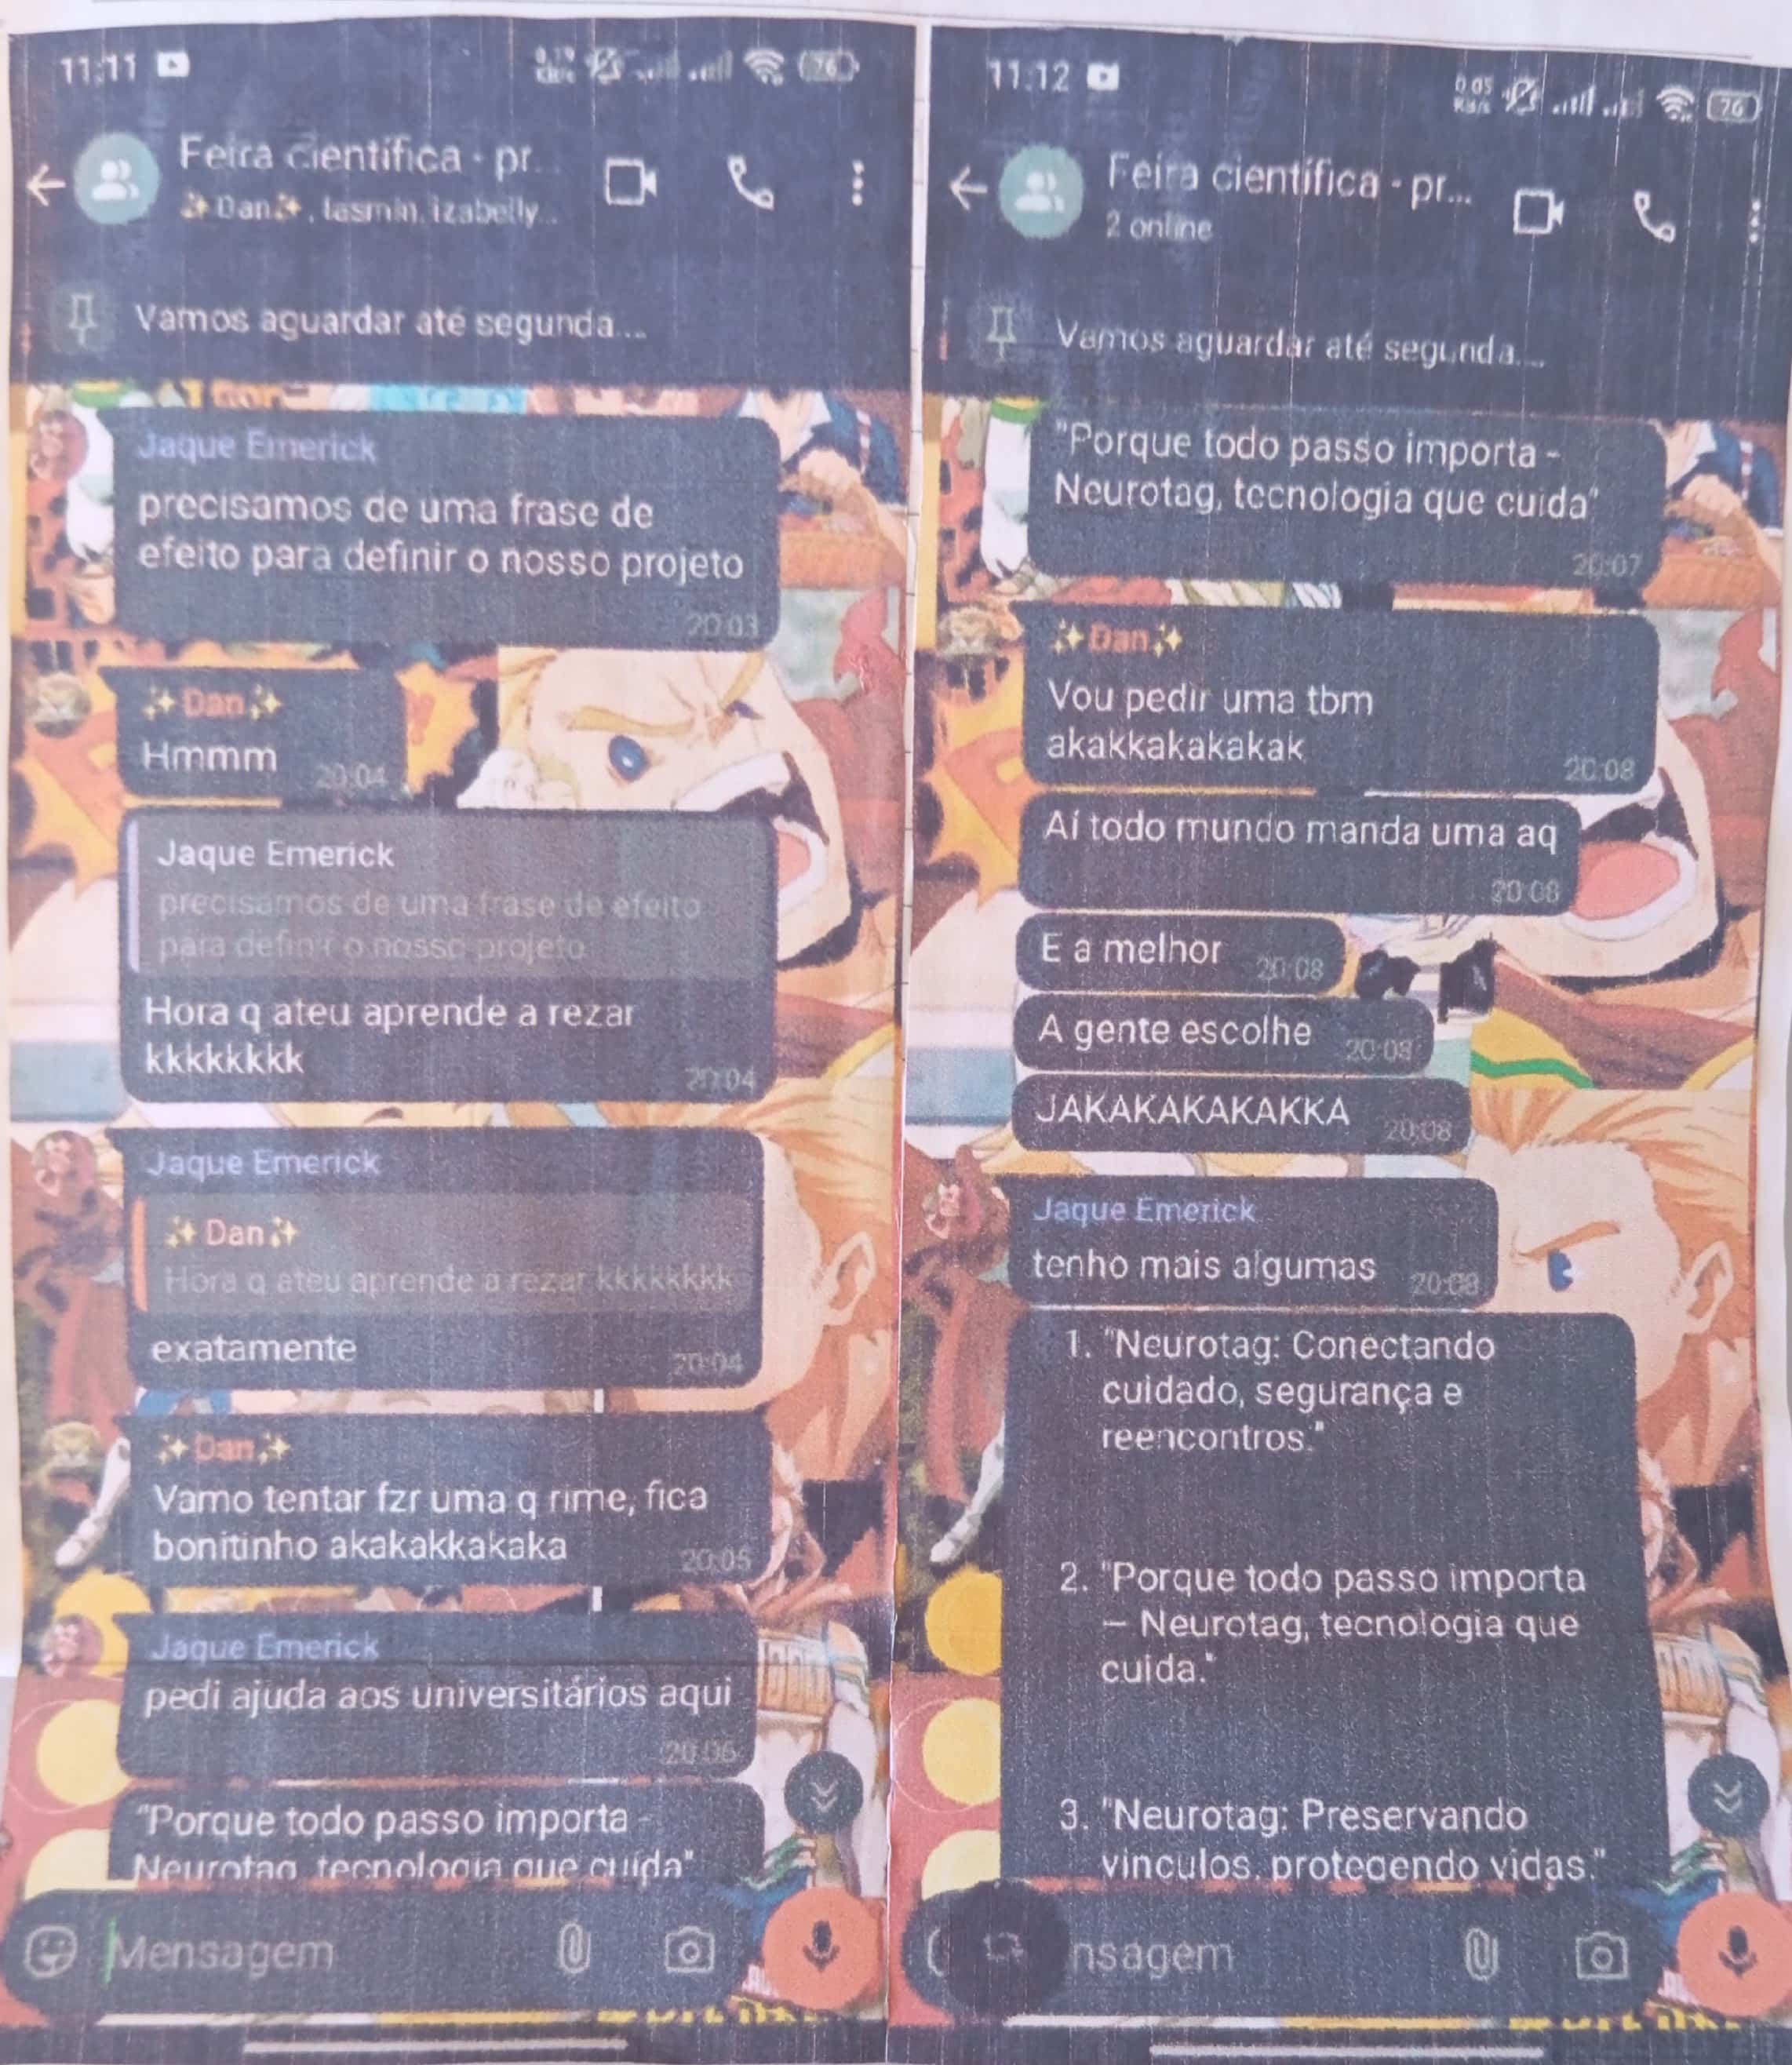 11:11
0,19 KB/s
76
Feira científica - pr...
✨Dan✨, Iasmin, Izabelly...
Vamos aguardar até segunda...
Jaque Emerick
precisamos de uma frase de
efeito para definir o nosso projeto
20:03
✨Dan✨
Hmmm
20:04
Jaque Emerick
precisamos de uma frase de efeito
para definir o nosso projeto
Hora q ateu aprende a rezar
kkkkkkkk
20:04
Jaque Emerick
✨Dan✨
Hora q ateu aprende a rezar kkkkkkkk
exatamente
20:04
✨Dan✨
Vamo tentar fzr uma q rime, fica
bonitinho akakakkakaka
20:05
Jaque Emerick
pedi ajuda aos universitários aqui
20:06
"Porque todo passo importa -
Neurotag, tecnologia que cuida"
Mensagem
11:12
0,05 KB/s
76
Feira científica - pr...
2 online
Vamos aguardar até segunda...
"Porque todo passo importa -
Neurotag, tecnologia que cuida"
20:07
✨Dan✨
Vou pedir uma tbm
akakkakakakak
20:08
Aí todo mundo manda uma aq
20:08
E a melhor
20:08
A gente escolhe
20:08
JAKAKAKAKAKKA
20:08
Jaque Emerick
tenho mais algumas
20:08
1. "Neurotag: Conectando
cuidado, segurança e
reencontros."
2. "Porque todo passo importa
– Neurotag, tecnologia que
cuida."
3. "Neurotag: Preservando
vínculos, protegendo vidas."
nsagem